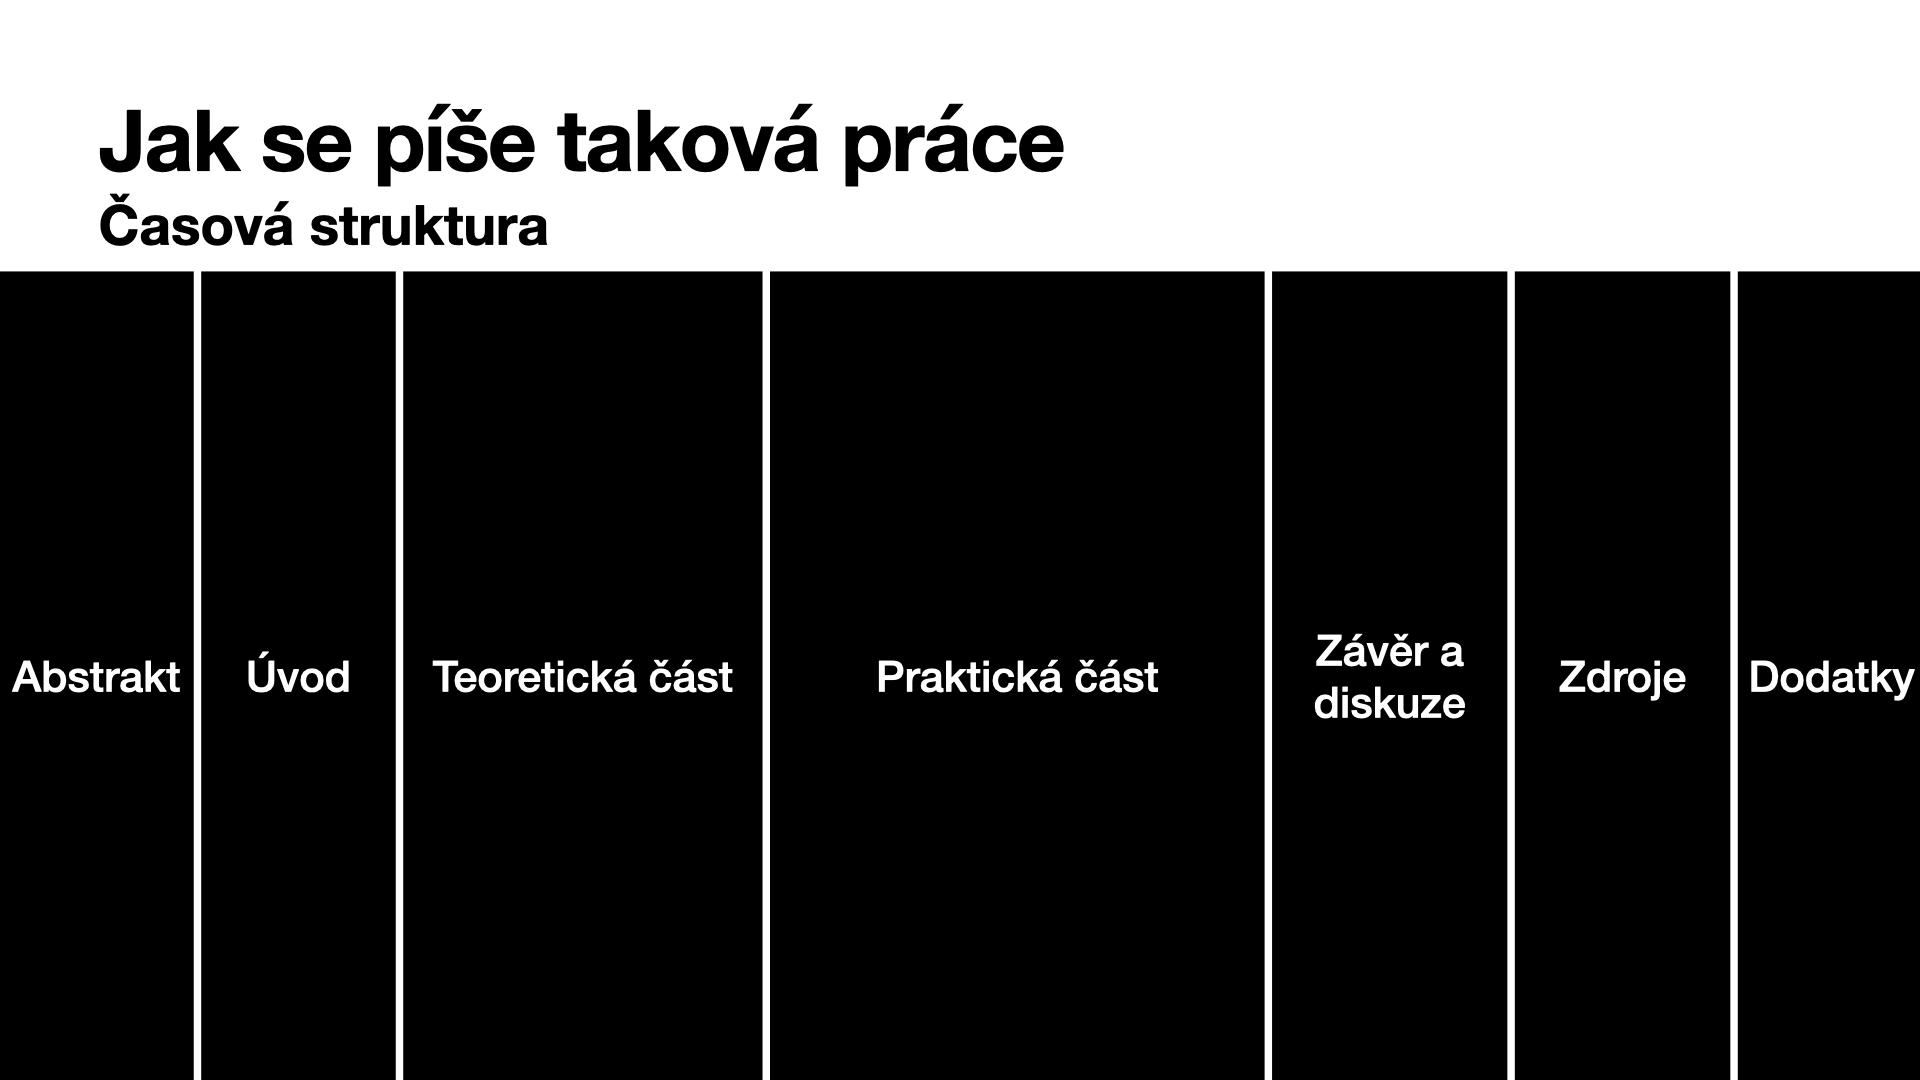 Jak se píše taková práce
Časová struktura
Abstrakt
Úvod
Teoretická část
Praktická část
Závěr a
diskuze
Zdroje
Dodatky